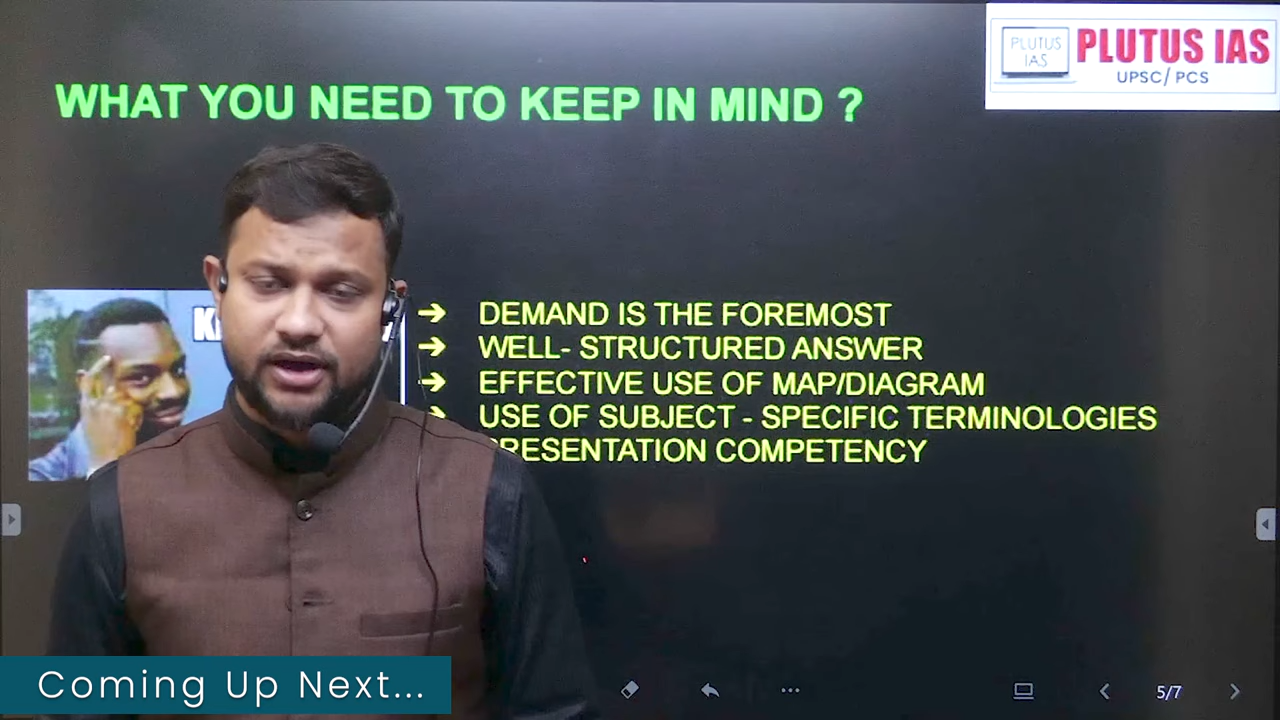 PLUTUS
IAS
PLUTUS IAS
UPSC/ PCS
WHAT YOU NEED TO KEEP IN MIND ?
➔ DEMAND IS THE FOREMOST
➔ WELL- STRUCTURED ANSWER
➔ EFFECTIVE USE OF MAP/DIAGRAM
➔ USE OF SUBJECT - SPECIFIC TERMINOLOGIES
PRESENTATION COMPETENCY
Coming Up Next...
5/7